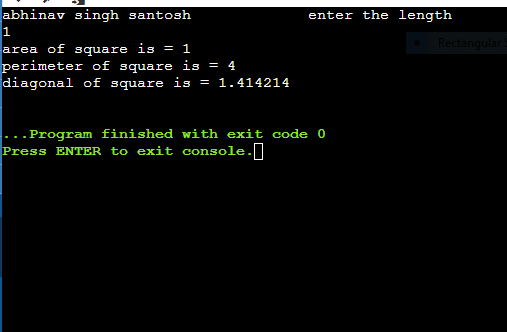 abhinav singh santosh             enter the length
1
area of square is = 1
perimeter of square is = 4
diagonal of square is = 1.414214
...Program finished with exit code 0
Press ENTER to exit console.
Rectangular